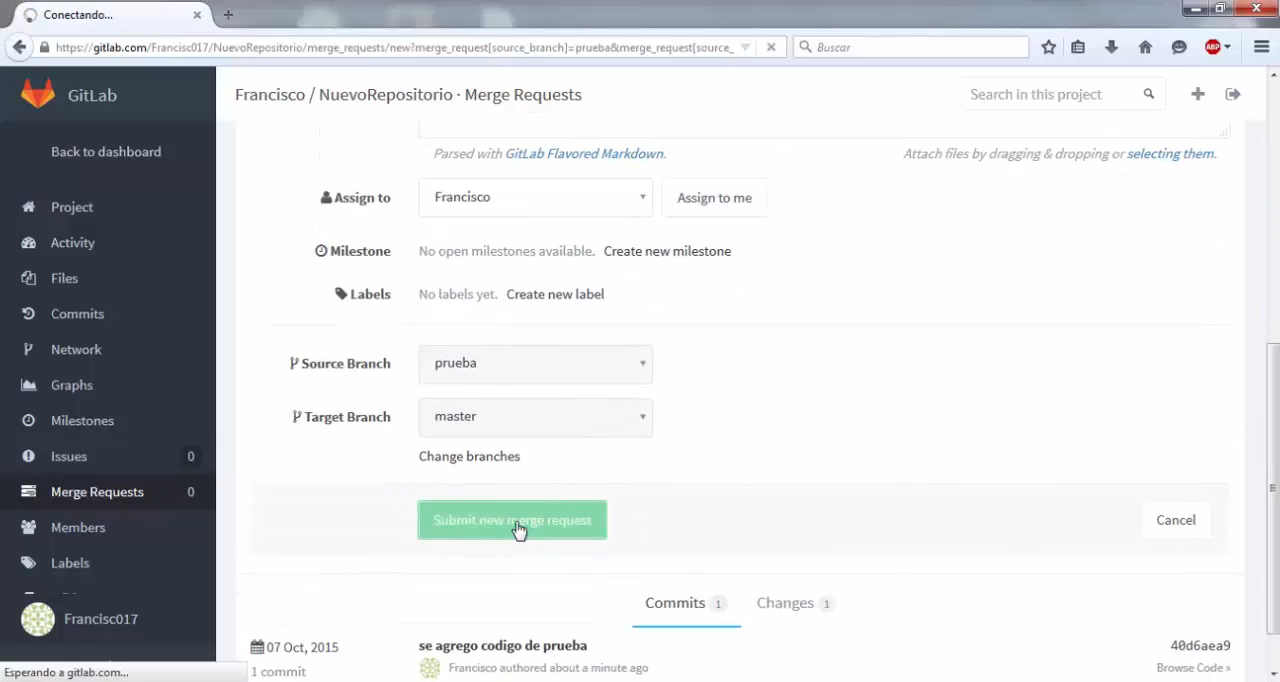 Conectando...
https://gitlab.com/Francisc017/NuevoRepositorio/merge_requests/new?merge_request[source_branch]=prueba&merge_request[source_
Buscar
ABP
GitLab
Francisco / NuevoRepositorio · Merge Requests
Search in this project
Back to dashboard
Parsed with GitLab Flavored Markdown.
Attach files by dragging & dropping or selecting them.
Assign to
Francisco
Assign to me
Project
Activity
Milestone
No open milestones available. Create new milestone
Files
Labels
No labels yet. Create new label
Commits
Network
Source Branch
prueba
Graphs
Target Branch
master
Milestones
Change branches
Issues 0
Merge Requests 0
Submit new merge request
Cancel
Members
Labels
Commits 1
Changes 1
Francisc017
07 Oct, 2015
se agrego codigo de prueba
40d6aea9
1 commit
Francisco authored about a minute ago
Browse Code »
Esperando a gitlab.com...